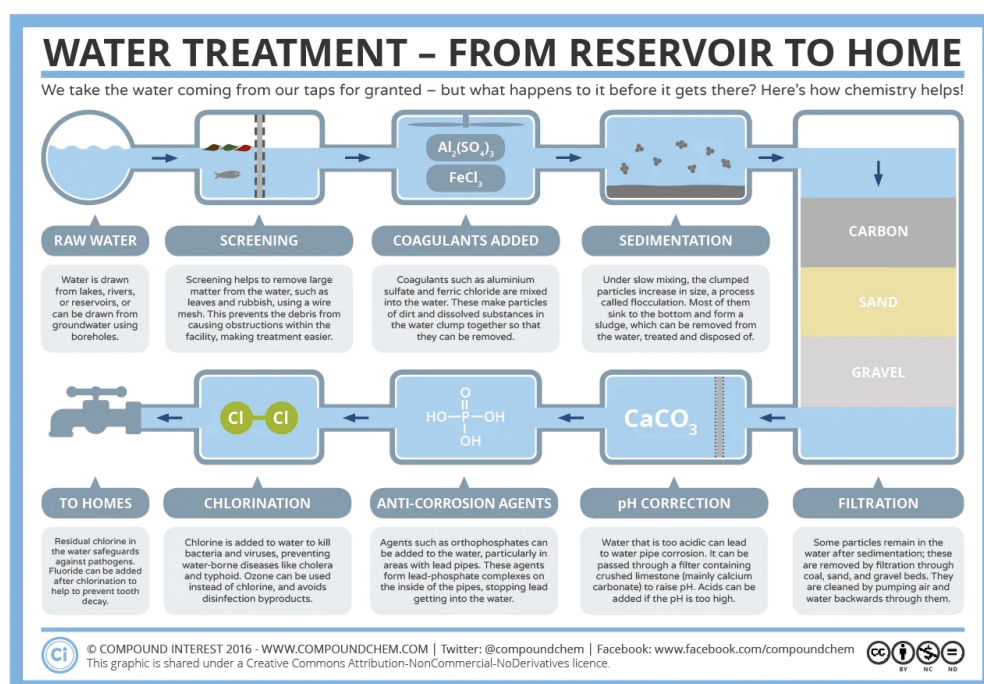 WATER TREATMENT – FROM RESERVOIR TO HOME
We take the water coming from our taps for granted – but what happens to it before it gets there? Here's how chemistry helps!
Al₂(SO₄)₃
FeCl₃
RAW WATER
Water is drawn
from lakes, rivers,
or reservoirs, or
can be drawn from
groundwater using
boreholes.
SCREENING
Screening helps to remove large
matter from the water, such as
leaves and rubbish, using a wire
mesh. This prevents the debris from
causing obstructions within the
facility, making treatment easier.
COAGULANTS ADDED
Coagulants such as aluminium
sulfate and ferric chloride are mixed
into the water. These make particles
of dirt and dissolved substances in
the water clump together so that
they can be removed.
SEDIMENTATION
Under slow mixing, the clumped
particles increase in size, a process
called flocculation. Most of them
sink to the bottom and form a
sludge, which can be removed from
the water, treated and disposed of.
CARBON
SAND
GRAVEL
FILTRATION
Some particles remain in the
water after sedimentation; these
are removed by filtration through
coal, sand, and gravel beds. They
are cleaned by pumping air and
water backwards through them.
CaCO₃
pH CORRECTION
Water that is too acidic can lead
to water pipe corrosion. It can be
passed through a filter containing
crushed limestone (mainly calcium
carbonate) to raise pH. Acids can be
added if the pH is too high.
O
HO–P–OH
OH
ANTI-CORROSION AGENTS
Agents such as orthophosphates can
be added to the water, particularly in
areas with lead pipes. These agents
form lead-phosphate complexes on
the inside of the pipes, stopping lead
getting into the water.
Cl–Cl
CHLORINATION
Chlorine is added to water to kill
bacteria and viruses, preventing
water-borne diseases like cholera
and typhoid. Ozone can be used
instead of chlorine, and avoids
disinfection byproducts.
TO HOMES
Residual chlorine in
the water safeguards
against pathogens.
Fluoride can be added
after chlorination to
help to prevent tooth
decay.
Ci
© COMPOUND INTEREST 2016 - WWW.COMPOUNDCHEM.COM | Twitter: @compoundchem | Facebook: www.facebook.com/compoundchem
This graphic is shared under a Creative Commons Attribution-NonCommercial-NoDerivatives licence.
CC
BY NC ND